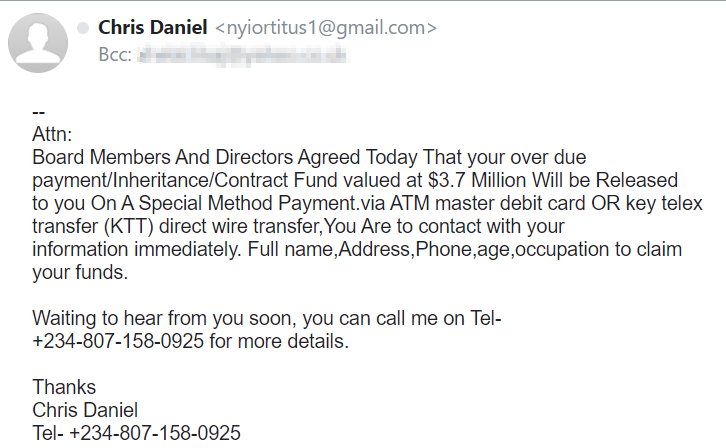 Chris Daniel <nyiortitus1@gmail.com>
Bcc:
--
Attn:
Board Members And Directors Agreed Today That your over due
payment/Inheritance/Contract Fund valued at $3.7 Million Will be Released
to you On A Special Method Payment.via ATM master debit card OR key telex
transfer (KTT) direct wire transfer,You Are to contact with your
information immediately. Full name,Address,Phone,age,occupation to claim
your funds.
Waiting to hear from you soon, you can call me on Tel-
+234-807-158-0925 for more details.
Thanks
Chris Daniel
Tel- +234-807-158-0925